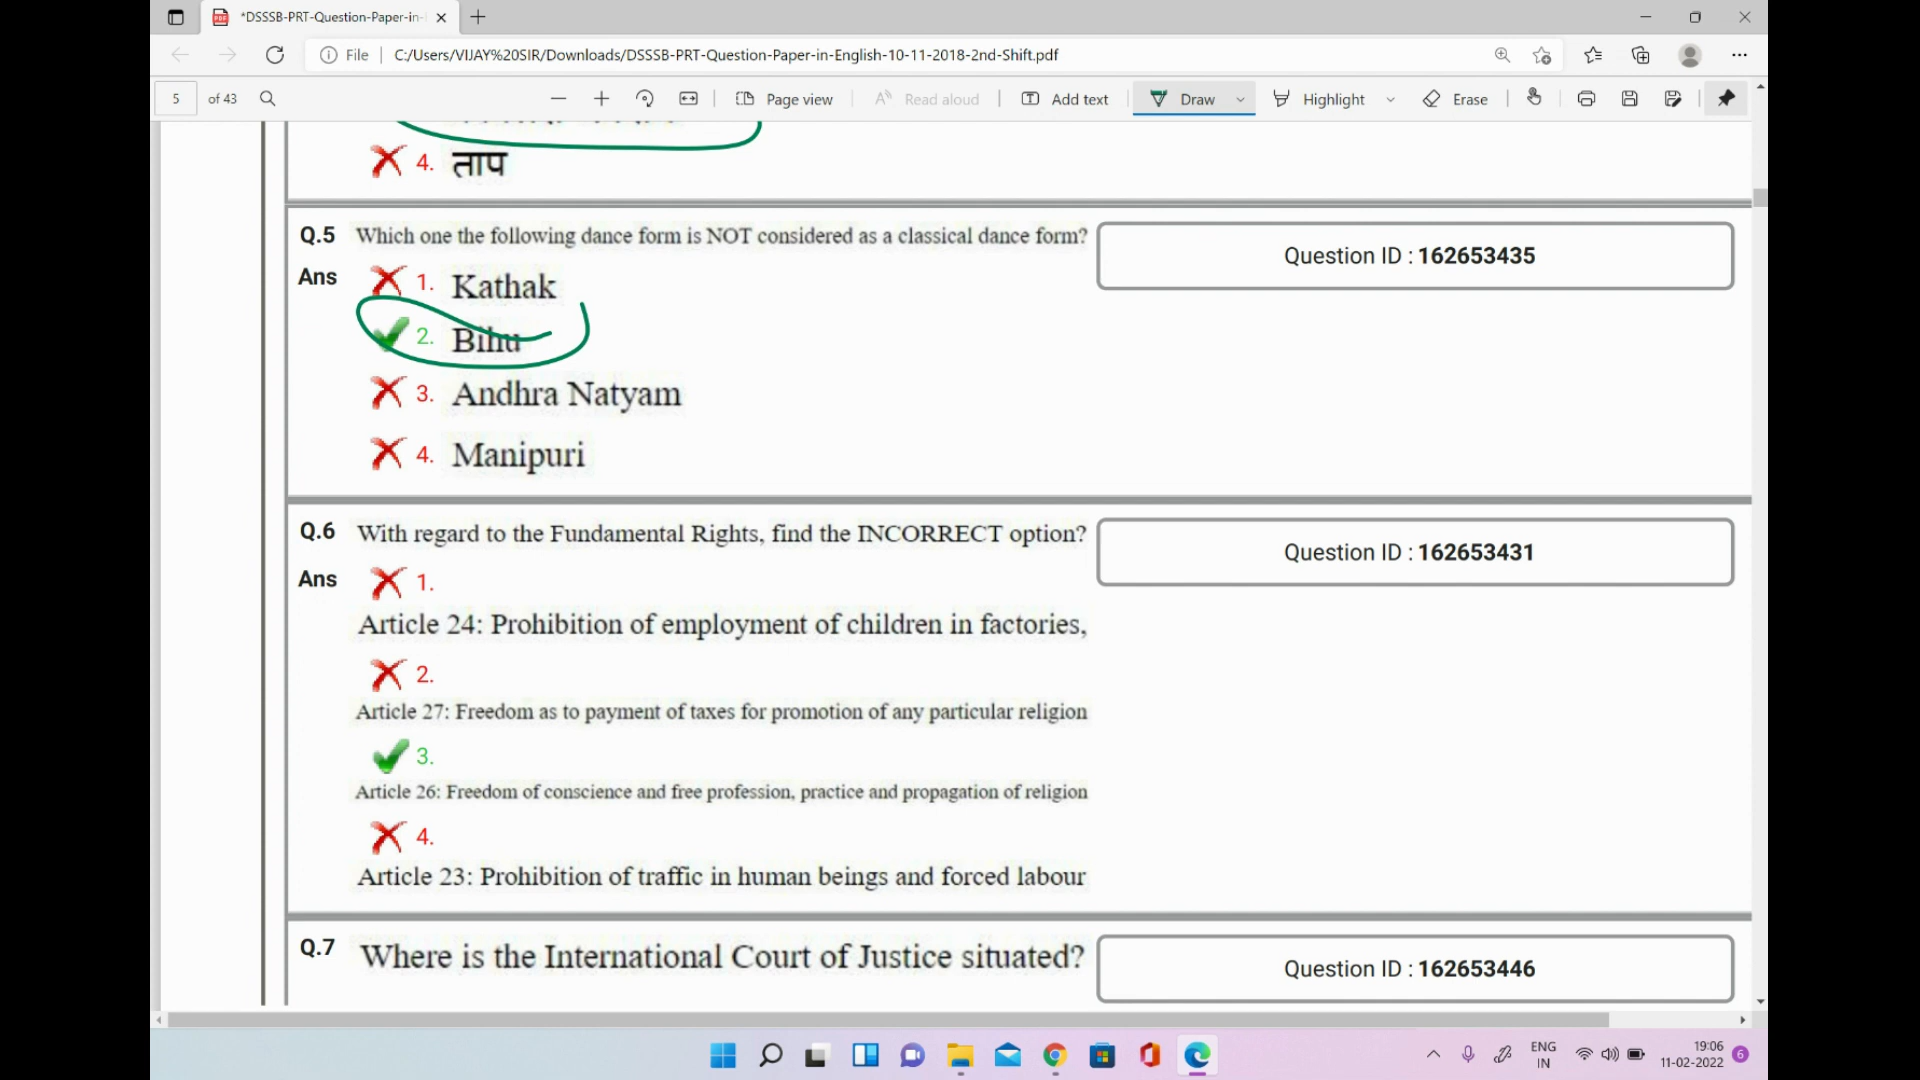 *DSSSB-PRT-Question-Paper-in-
File
C:/Users/VIJAY%20SIR/Downloads/DSSSB-PRT-Question-Paper-in-English-10-11-2018-2nd-Shift.pdf
5 of 43
Page view
Read aloud
Add text
Draw
Highlight
Erase
4. ताप
Q.5 Which one the following dance form is NOT considered as a classical dance form?
Question ID : 162653435
Ans
1. Kathak
2. Bihu
3. Andhra Natyam
4. Manipuri
Q.6 With regard to the Fundamental Rights, find the INCORRECT option?
Question ID : 162653431
Ans
1.
Article 24: Prohibition of employment of children in factories,
2.
Article 27: Freedom as to payment of taxes for promotion of any particular religion
3.
Article 26: Freedom of conscience and free profession, practice and propagation of religion
4.
Article 23: Prohibition of traffic in human beings and forced labour
Q.7 Where is the International Court of Justice situated?
Question ID : 162653446
ENG
IN
19:06
11-02-2022
6